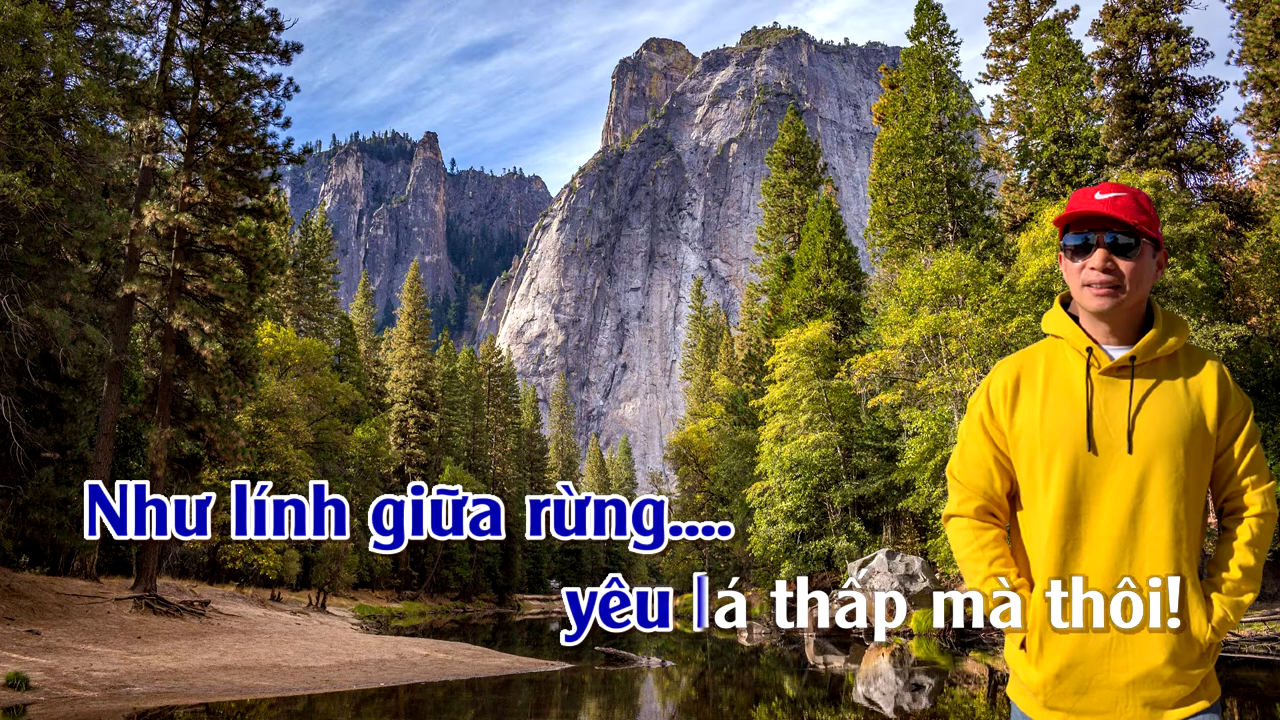 Như lính giữa rừng....
yêu lá thấp mà thôi!